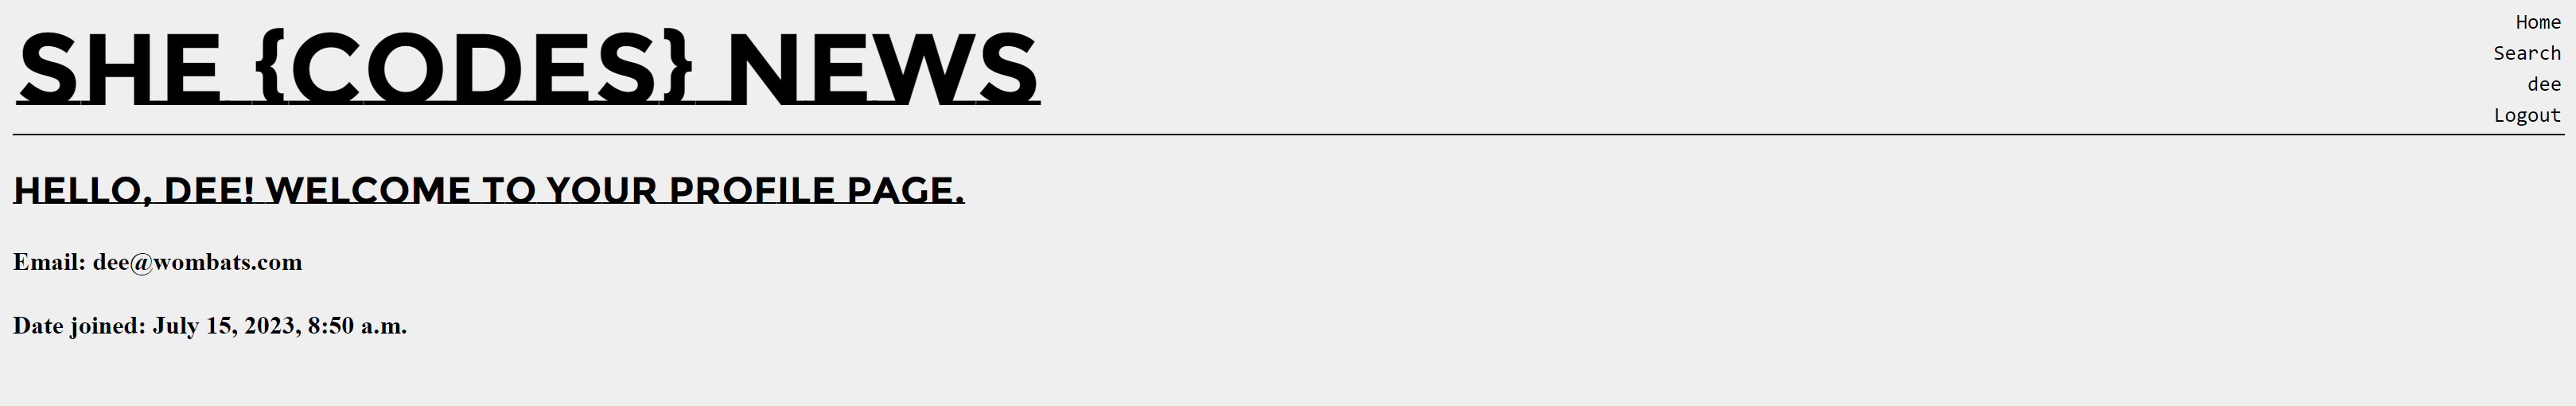 SHE {CODES} NEWS
Home
Search
dee
Logout
HELLO, DEE! WELCOME TO YOUR PROFILE PAGE.
Email: dee@wombats.com
Date joined: July 15, 2023, 8:50 a.m.